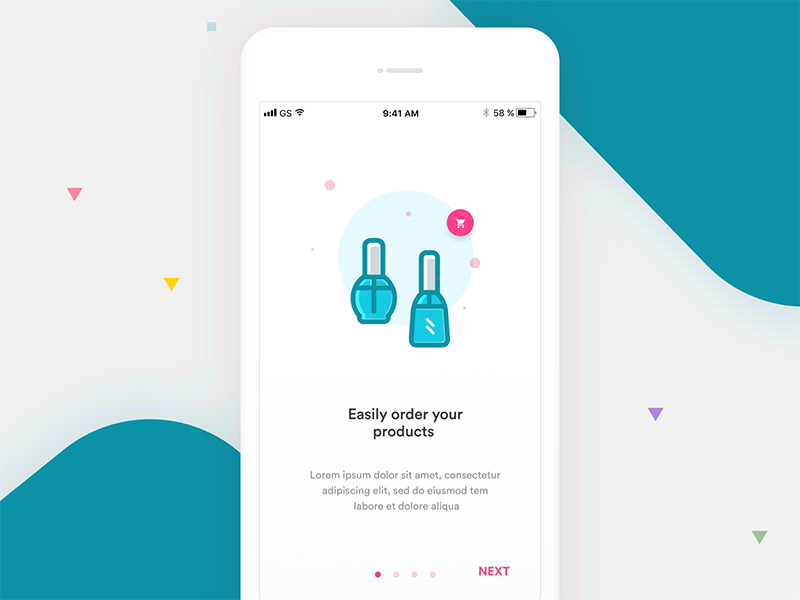 GS 9:41 AM 58 %
Easily order your
products
Lorem ipsum dolor sit amet, consectetur
adipiscing elit, sed do eiusmod tem
labore et dolore aliqua
NEXT